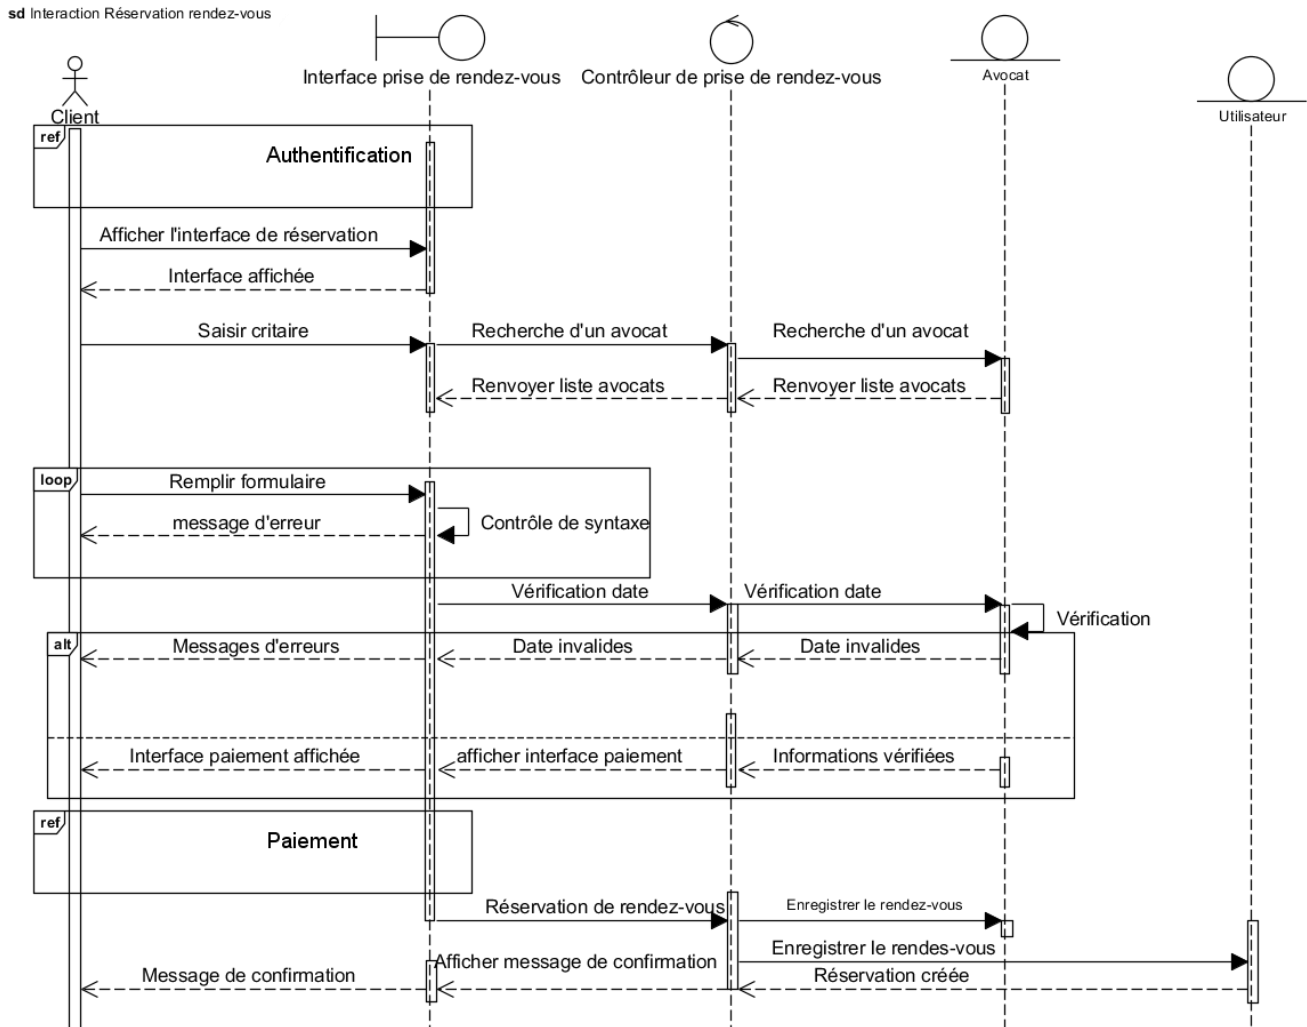 sd Interaction Réservation rendez-vous
Interface prise de rendez-vous
Contrôleur de prise de rendez-vous
Avocat
Utilisateur
Client
ref
Authentification
Afficher l'interface de réservation
Interface affichée
Saisir critaire
Recherche d'un avocat
Recherche d'un avocat
Renvoyer liste avocats
Renvoyer liste avocats
loop
Remplir formulaire
message d'erreur
Contrôle de syntaxe
Vérification date
Vérification date
Vérification
alt
Messages d'erreurs
Date invalides
Date invalides
Interface paiement affichée
afficher interface paiement
Informations vérifiées
ref
Paiement
Réservation de rendez-vous
Enregistrer le rendez-vous
Enregistrer le rendes-vous
Afficher message de confirmation
Message de confirmation
Réservation créée